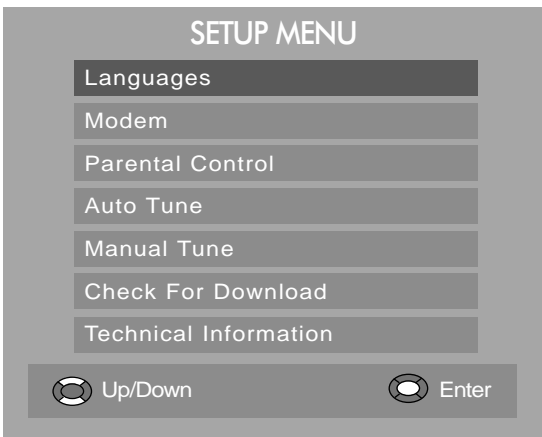 SETUP MENU
Languages
Modem
Parental Control
Auto Tune
Manual Tune
Check For Download
Technical Information
Up/Down Enter